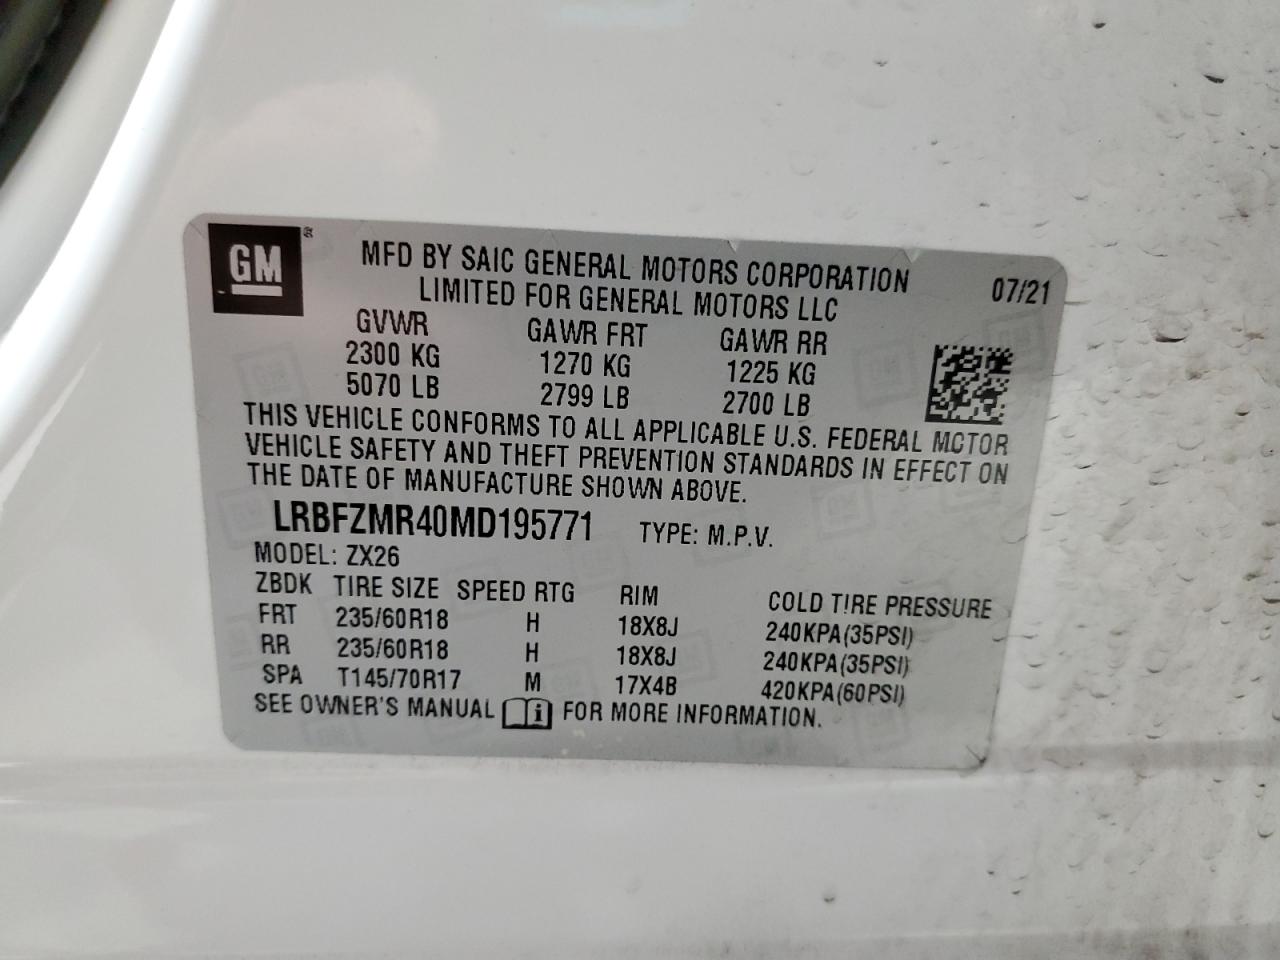 GM ®
MFD BY SAIC GENERAL MOTORS CORPORATION 07/21
LIMITED FOR GENERAL MOTORS LLC
GVWR GAWR FRT GAWR RR
2300 KG 1270 KG 1225 KG
5070 LB 2799 LB 2700 LB
THIS VEHICLE CONFORMS TO ALL APPLICABLE U.S. FEDERAL MOTOR
VEHICLE SAFETY AND THEFT PREVENTION STANDARDS IN EFFECT ON
THE DATE OF MANUFACTURE SHOWN ABOVE.
LRBFZMR40MD195771 TYPE: M.P.V.
MODEL: ZX26
ZBDK TIRE SIZE SPEED RTG RIM COLD TIRE PRESSURE
FRT 235/60R18 H 18X8J 240KPA(35PSI)
RR 235/60R18 H 18X8J 240KPA(35PSI)
SPA T145/70R17 M 17X4B 420KPA(60PSI)
SEE OWNER'S MANUAL i FOR MORE INFORMATION.